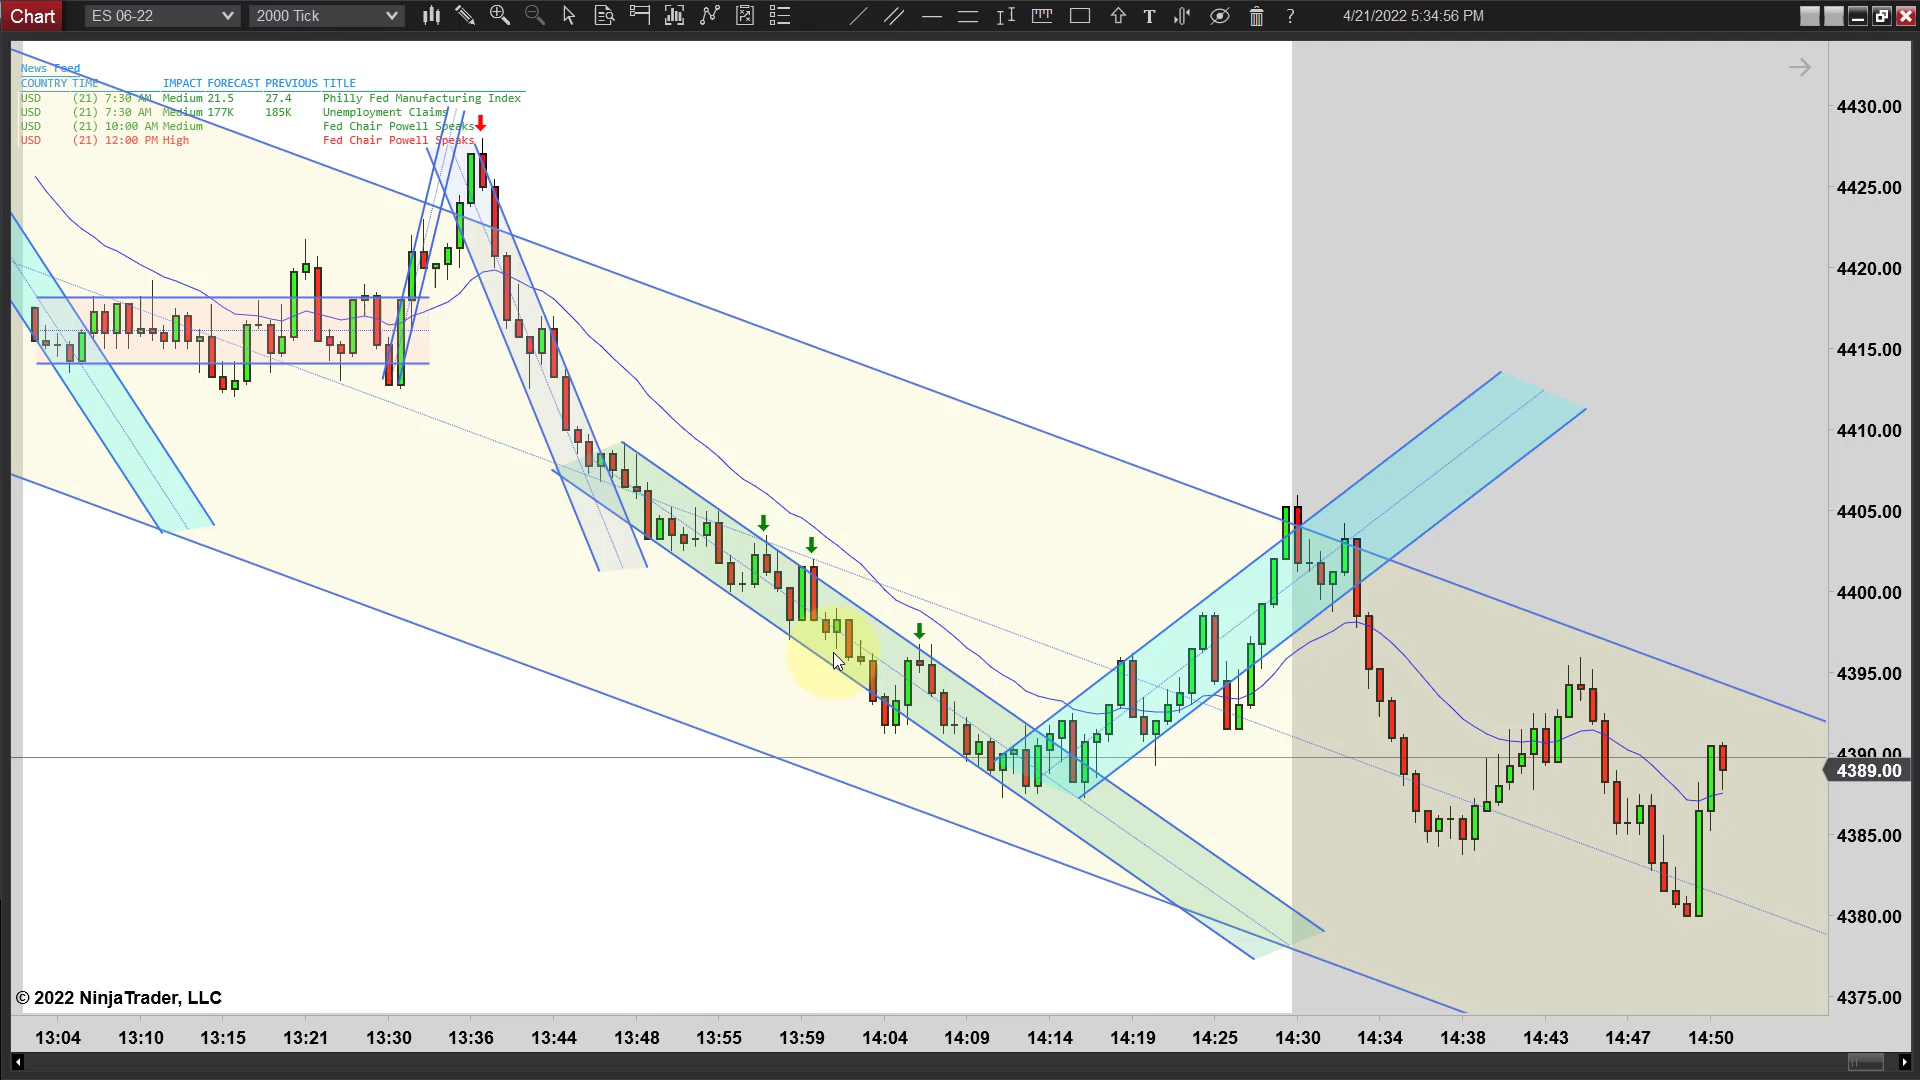 Chart ES 06-22 2000 Tick T ? 4/21/2022 5:34:56 PM
News Feed
COUNTRY TIME IMPACT FORECAST PREVIOUS TITLE
USD (21) 7:30 AM Medium 21.5 27.4 Philly Fed Manufacturing Index
USD (21) 7:30 AM Medium 177K 185K Unemployment Claims
USD (21) 10:00 AM Medium Fed Chair Powell Speaks
USD (21) 12:00 PM High Fed Chair Powell Speaks
4430.00
4425.00
4420.00
4415.00
4410.00
4405.00
4400.00
4395.00
4390.00
4389.00
4385.00
4380.00
4375.00
© 2022 NinjaTrader, LLC
13:04 13:10 13:15 13:21 13:30 13:36 13:44 13:48 13:55 13:59 14:04 14:09 14:14 14:19 14:25 14:30 14:34 14:38 14:43 14:47 14:50